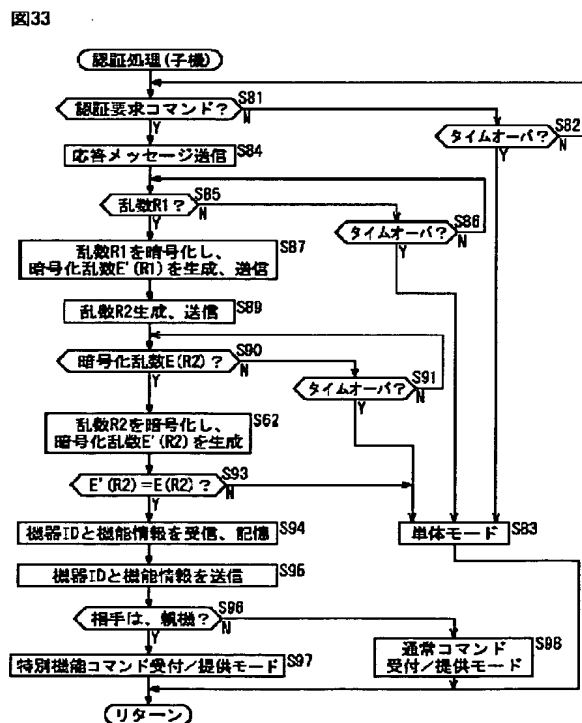 図33
認証処理(子機)
認証要求コマンド? S81
Y N
タイムオーバ? S82
Y N
応答メッセージ送信 S84
乱数R1? S85
Y N
タイムオーバ? S86
Y N
乱数R1を暗号化し、 S87
暗号化乱数E'(R1)を生成、送信
乱数R2生成、送信 S89
暗号化乱数E(R2)? S90
Y N
タイムオーバ? S91
Y N
乱数R2を暗号化し、 S62
暗号化乱数E'(R2)を生成
E'(R2)=E(R2)? S93
Y N
機器IDと機能情報を受信、記憶 S94
単体モード S83
機器IDと機能情報を送信 S95
相手は、親機? S96
Y N
特別機能コマンド受付/提供モード S97
通常コマンド S98
受付/提供モード
リターン